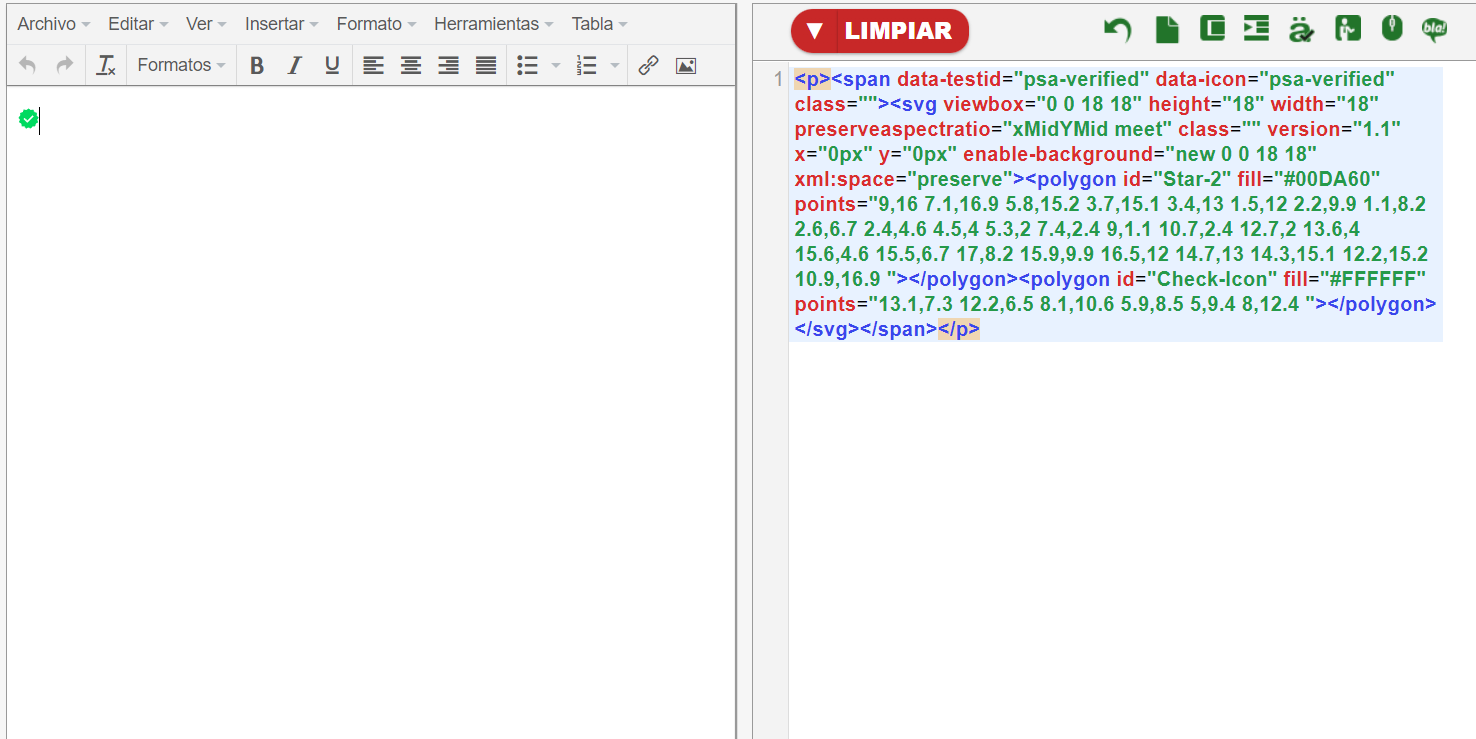 Archivo Editar Ver Insertar Formato Herramientas Tabla
Formatos B I U
▼ LIMPIAR
bla!
1 <p><span data-testid="psa-verified" data-icon="psa-verified"
class=""><svg viewbox="0 0 18 18" height="18" width="18"
preserveaspectratio="xMidYMid meet" class="" version="1.1"
x="0px" y="0px" enable-background="new 0 0 18 18"
xml:space="preserve"><polygon id="Star-2" fill="#00DA60"
points="9,16 7.1,16.9 5.8,15.2 3.7,15.1 3.4,13 1.5,12 2.2,9.9 1.1,8.2
2.6,6.7 2.4,4.6 4.5,4 5.3,2 7.4,2.4 9,1.1 10.7,2.4 12.7,2 13.6,4
15.6,4.6 15.5,6.7 17,8.2 15.9,9.9 16.5,12 14.7,13 14.3,15.1 12.2,15.2
10.9,16.9 "></polygon><polygon id="Check-Icon" fill="#FFFFFF"
points="13.1,7.3 12.2,6.5 8.1,10.6 5.9,8.5 5,9.4 8,12.4 "></polygon>
</svg></span></p>